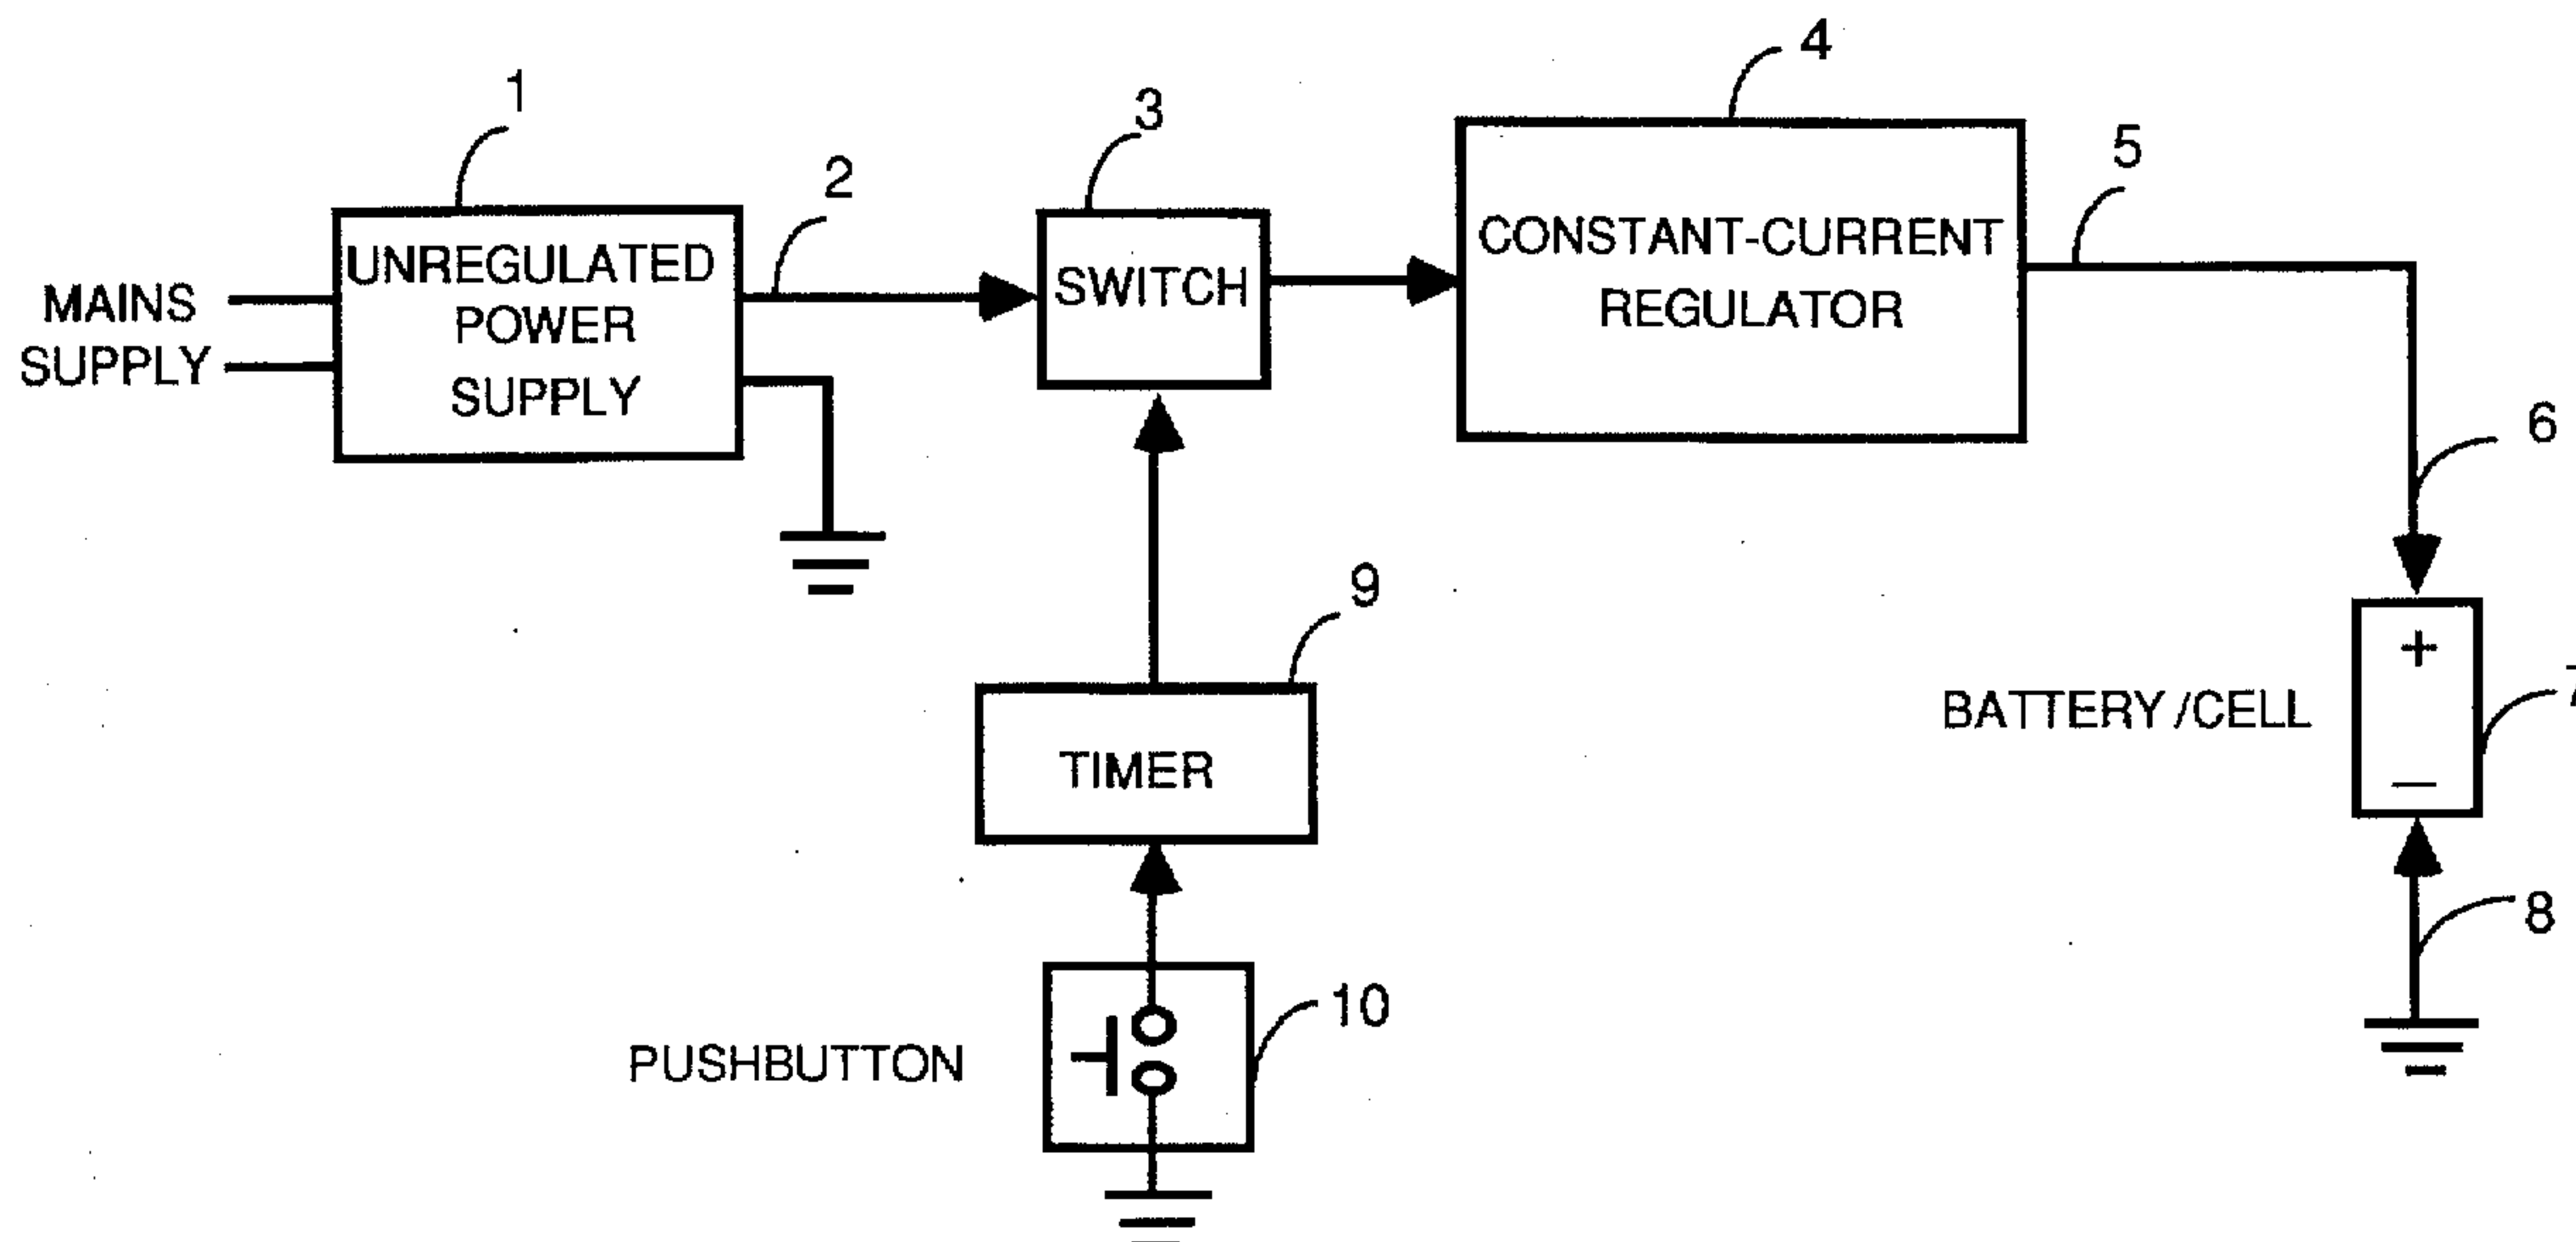 1
2
3
4
5
MAINS
SUPPLY
UNREGULATED
POWER
SUPPLY
SWITCH
CONSTANT-CURRENT
REGULATOR
6
9
TIMER
BATTERY/CELL
+
—
7
8
PUSHBUTTON
10